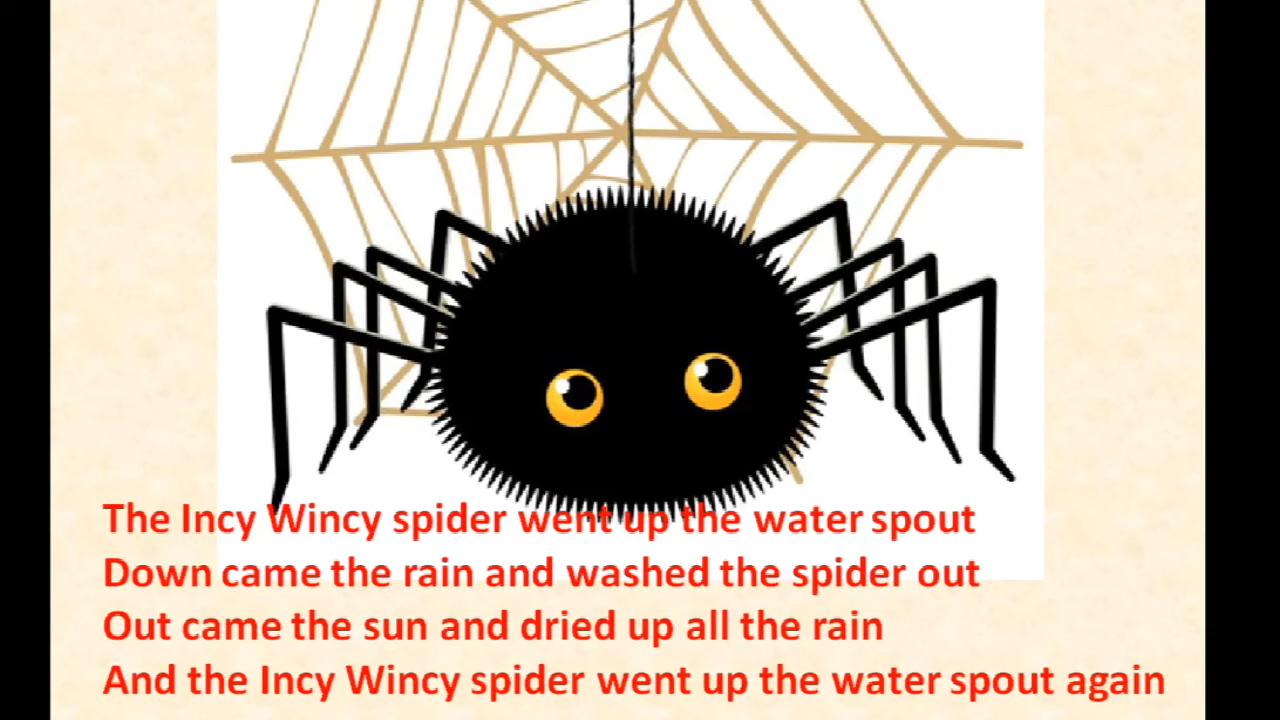 The Incy Wincy spider went up the water spout
Down came the rain and washed the spider out
Out came the sun and dried up all the rain
And the Incy Wincy spider went up the water spout again